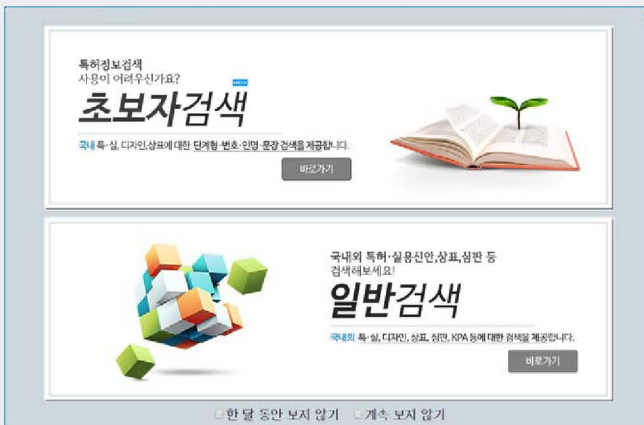 특허정보검색
사용이 어려우신가요?
초보자검색
국내 특·실, 디자인,상표에 대한 단계형·번호·인명·문장 검색을 제공합니다.
바로가기
국내외 특허·실용신안,상표,심판 등
검색해보세요!
일반검색
국내외 특·실, 디자인, 상표, 심판, KPA 등에 대한 검색을 제공합니다.
바로가기
한 달 동안 보지 않기 계속 보지 않기